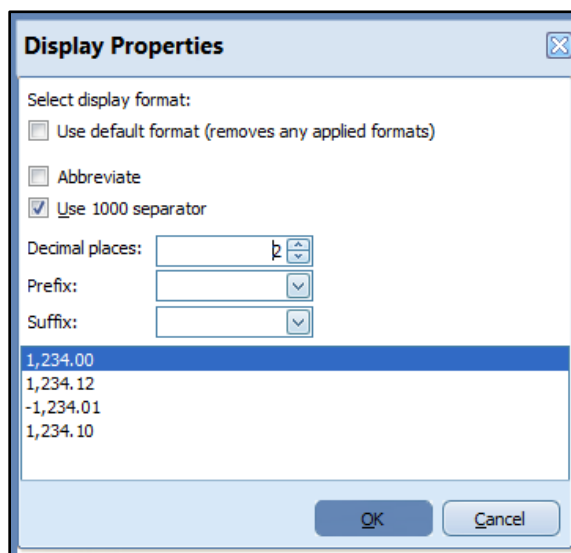 Display Properties
Select display format:
Use default format (removes any applied formats)
Abbreviate
Use 1000 separator
Decimal places: 2
Prefix:
Suffix:
1,234.00
1,234.12
-1,234.01
1,234.10
OK Cancel